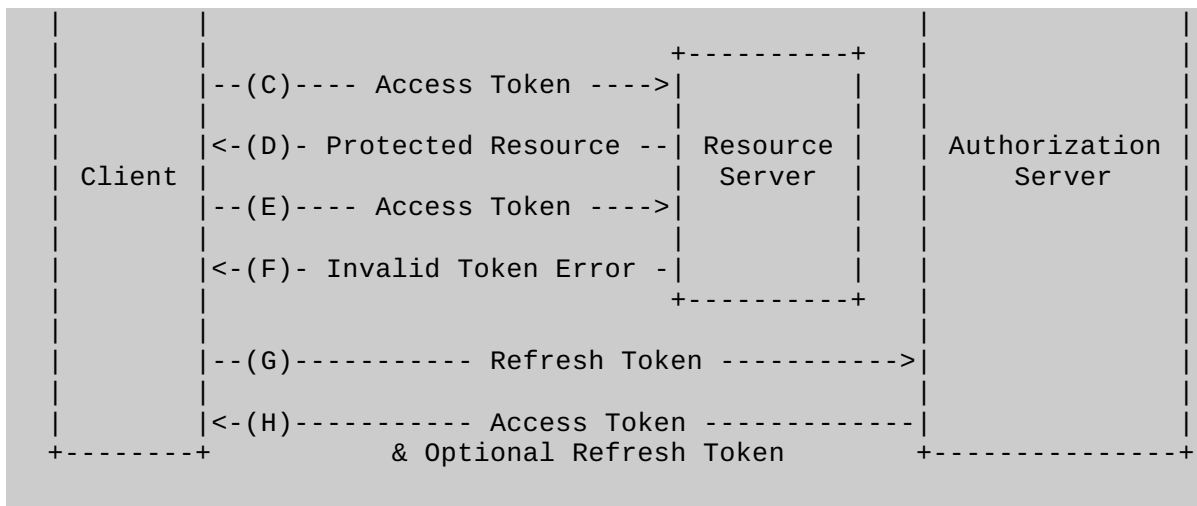 |        |                                               |               |
|        |                               +----------+    |               |
|        |--(C)---- Access Token ---->|          |   |               |
|        |                            |          |   |               |
|        |<-(D)- Protected Resource --| Resource |   | Authorization |
| Client |                            |  Server  |   |     Server    |
|        |--(E)---- Access Token ---->|          |   |               |
|        |                            |          |   |               |
|        |<-(F)- Invalid Token Error -|          |   |               |
|        |                            +----------+   |               |
|        |                                           |               |
|        |--(G)----------- Refresh Token ----------->|               |
|        |                                           |               |
|        |<-(H)----------- Access Token -------------|               |
+--------+           & Optional Refresh Token        +---------------+